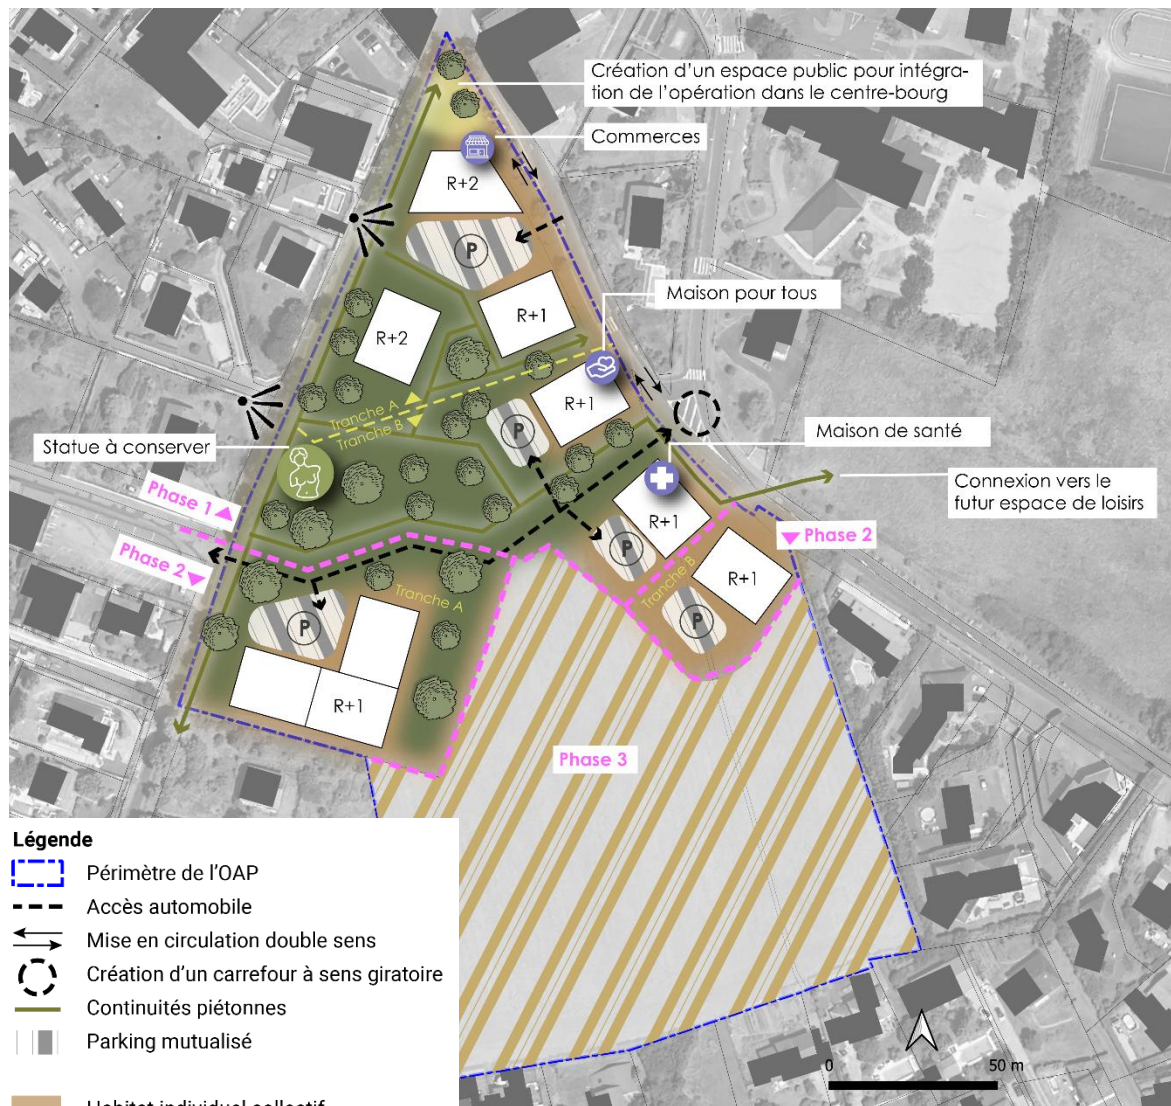 Création d'un espace public pour intégra-
tion de l'opération dans le centre-bourg
Commerces
R+2
P
Maison pour tous
R+1
R+2
Tranche A
Tranche B
R+1
P
Statue à conserver
Maison de santé
Phase 1
Connexion vers le
futur espace de loisirs
R+1
Phase 2
Phase 2
P
R+1
Tranche B
Tranche A
P
P
R+1
Phase 3
Légende
Périmètre de l'OAP
Accès automobile
Mise en circulation double sens
Création d'un carrefour à sens giratoire
Continuités piétonnes
Parking mutualisé
Habitat individuel collectif
0 50 m